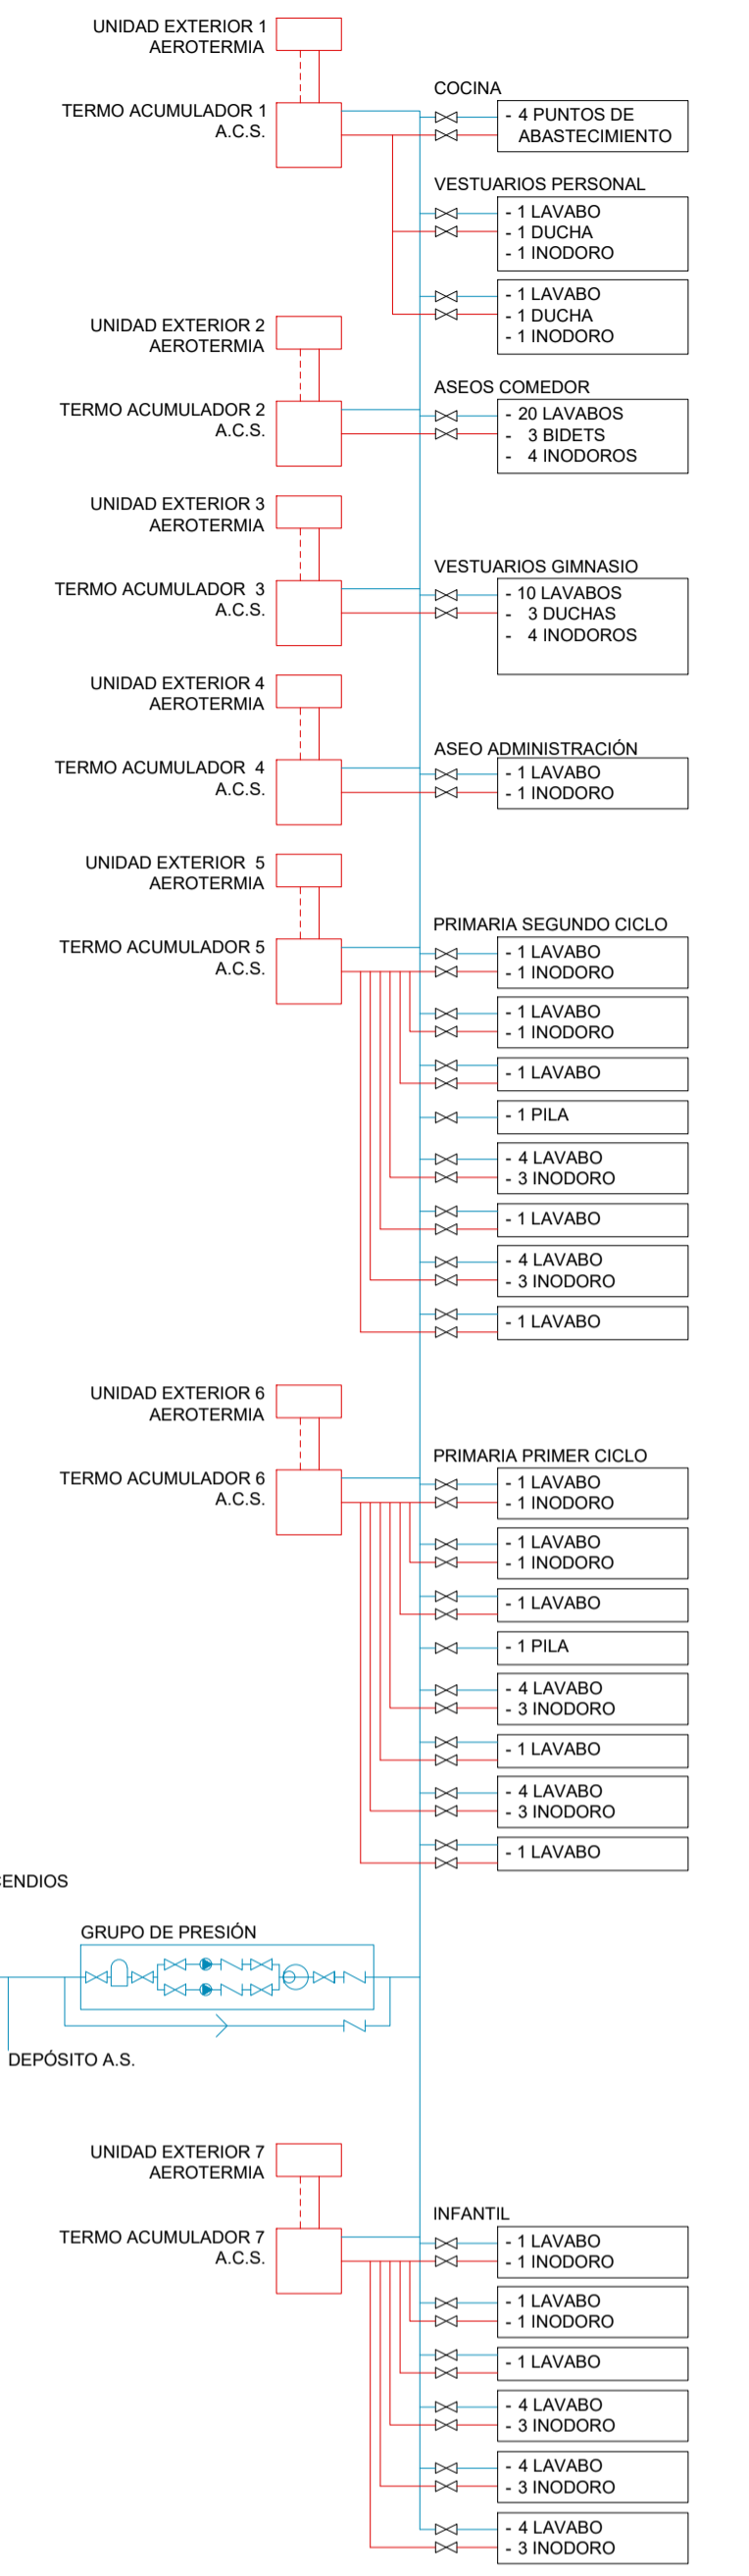 UNIDAD EXTERIOR 1
AEROTERMIA
TERMO ACUMULADOR 1
A.C.S.
COCINA
- 4 PUNTOS DE
ABASTECIMIENTO
VESTUARIOS PERSONAL
- 1 LAVABO
- 1 DUCHA
- 1 INODORO
- 1 LAVABO
- 1 DUCHA
- 1 INODORO
UNIDAD EXTERIOR 2
AEROTERMIA
TERMO ACUMULADOR 2
A.C.S.
ASEOS COMEDOR
- 20 LAVABOS
- 3 BIDETS
- 4 INODOROS
UNIDAD EXTERIOR 3
AEROTERMIA
TERMO ACUMULADOR 3
A.C.S.
VESTUARIOS GIMNASIO
- 10 LAVABOS
- 3 DUCHAS
- 4 INODOROS
UNIDAD EXTERIOR 4
AEROTERMIA
TERMO ACUMULADOR 4
A.C.S.
ASEO ADMINISTRACIÓN
- 1 LAVABO
- 1 INODORO
UNIDAD EXTERIOR 5
AEROTERMIA
TERMO ACUMULADOR 5
A.C.S.
PRIMARIA SEGUNDO CICLO
- 1 LAVABO
- 1 INODORO
- 1 LAVABO
- 1 INODORO
- 1 LAVABO
- 1 PILA
- 4 LAVABO
- 3 INODORO
- 1 LAVABO
- 4 LAVABO
- 3 INODORO
- 1 LAVABO
UNIDAD EXTERIOR 6
AEROTERMIA
TERMO ACUMULADOR 6
A.C.S.
PRIMARIA PRIMER CICLO
- 1 LAVABO
- 1 INODORO
- 1 LAVABO
- 1 INODORO
- 1 LAVABO
- 1 PILA
- 4 LAVABO
- 3 INODORO
- 1 LAVABO
- 4 LAVABO
- 3 INODORO
- 1 LAVABO
CENDIOS
GRUPO DE PRESIÓN
DEPÓSITO A.S.
UNIDAD EXTERIOR 7
AEROTERMIA
TERMO ACUMULADOR 7
A.C.S.
INFANTIL
- 1 LAVABO
- 1 INODORO
- 1 LAVABO
- 1 INODORO
- 1 LAVABO
- 4 LAVABO
- 3 INODORO
- 4 LAVABO
- 3 INODORO
- 4 LAVABO
- 3 INODORO